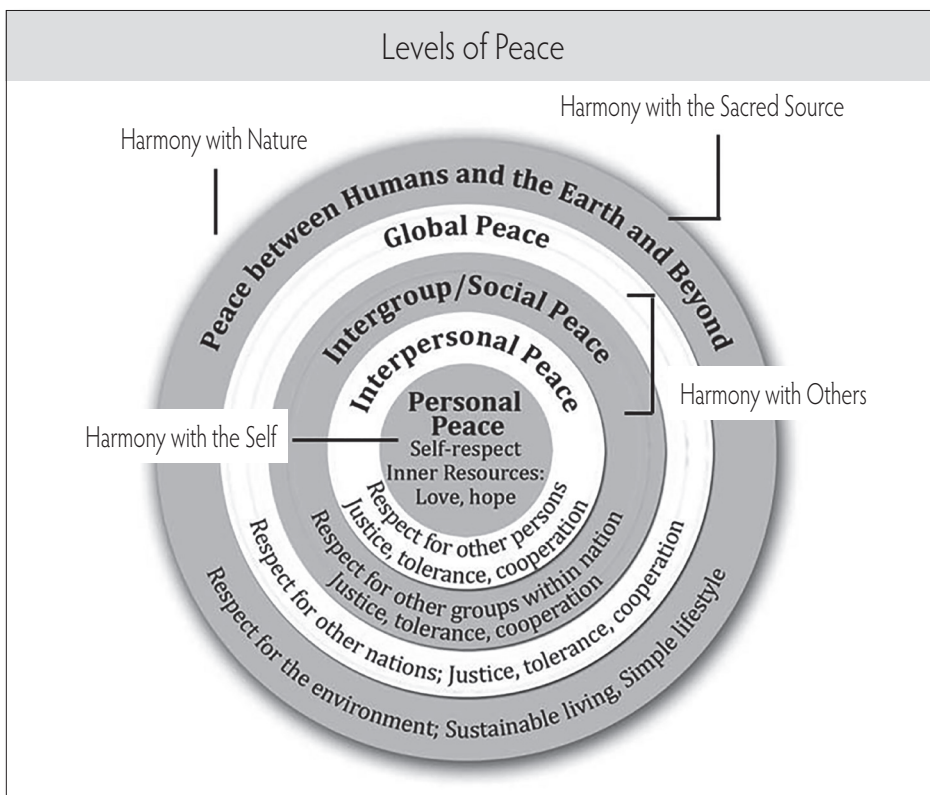 Levels of Peace
Harmony with the Sacred Source
Harmony with Nature
Peace between Humans and the Earth and Beyond
Global Peace
Intergroup/Social Peace
Interpersonal Peace
Personal
Peace
Self-respect
Inner Resources:
Love, hope
Harmony with Others
Harmony with the Self
Respect for other persons
Justice, tolerance, cooperation
Respect for other groups within nation
Justice, tolerance, cooperation
Respect for other nations; Justice, tolerance, cooperation
Respect for the environment; Sustainable living, Simple lifestyle